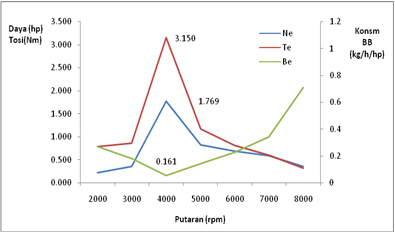 Daya (hp)
Tosi(Nm)
Konsm
BB
(kg/h/hp)
3.500
3.000
2.500
2.000
1.500
1.000
0.500
0.000
1.2
1
0.8
0.6
0.4
0.2
0
Ne
Te
Be
3.150
1.769
0.161
2000 3000 4000 5000 6000 7000 8000
Putaran (rpm)